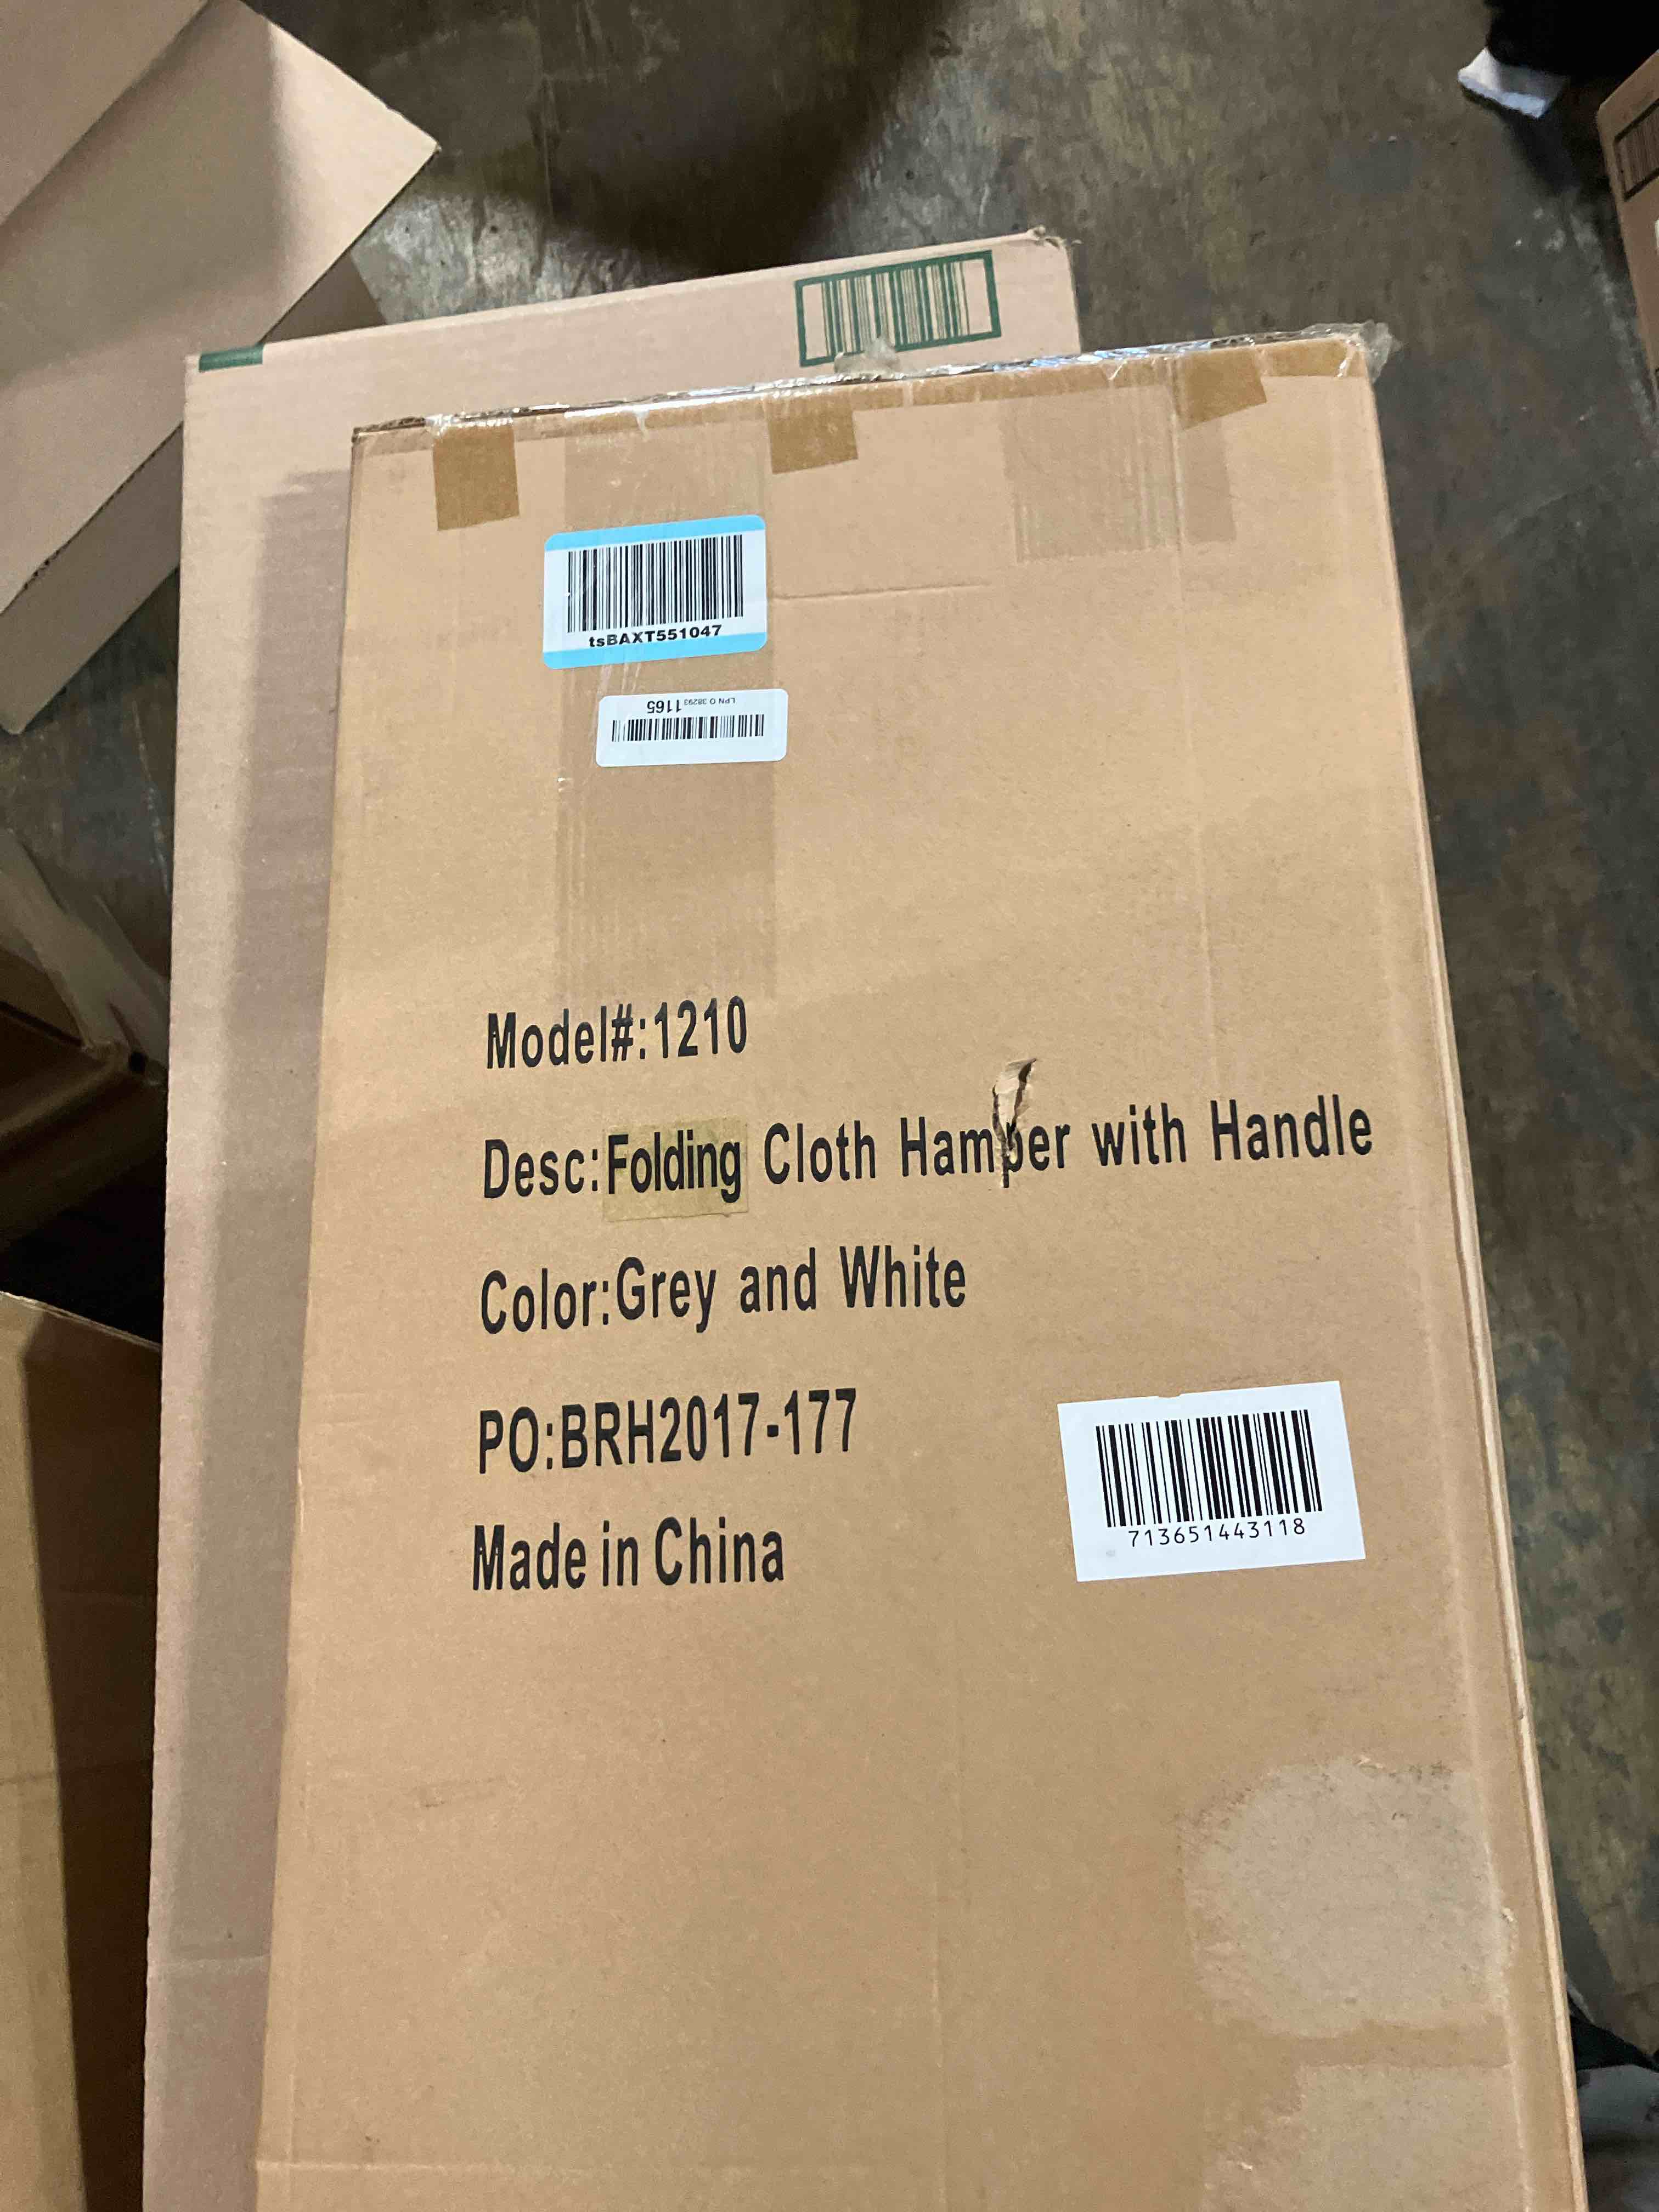 tsBAXT551047
LPN O 38293 1165
Model#:1210
Desc:Folding Cloth Hamper with Handle
Color:Grey and White
PO:BRH2017-177
Made in China
713651443118